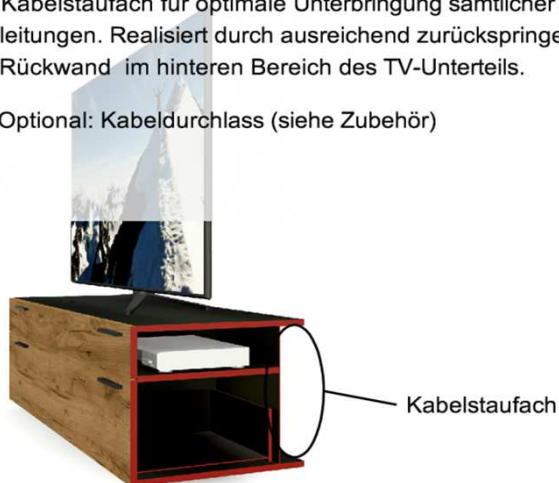 Kabelstaufach für optimale Unterbringung sämtlicher
leitungen. Realisiert durch ausreichend zurückspringe
Rückwand im hinteren Bereich des TV-Unterteils.
Optional: Kabeldurchlass (siehe Zubehör)
Kabelstaufach